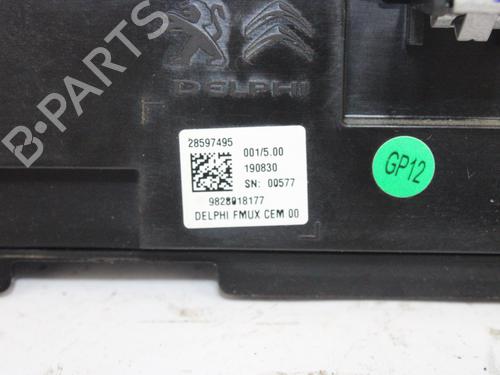 DELPHI
28597495
001/5.00
190830
SN: 00577
9828018177
DELPHI FMUX CEM 00
GP12
B-PARTS